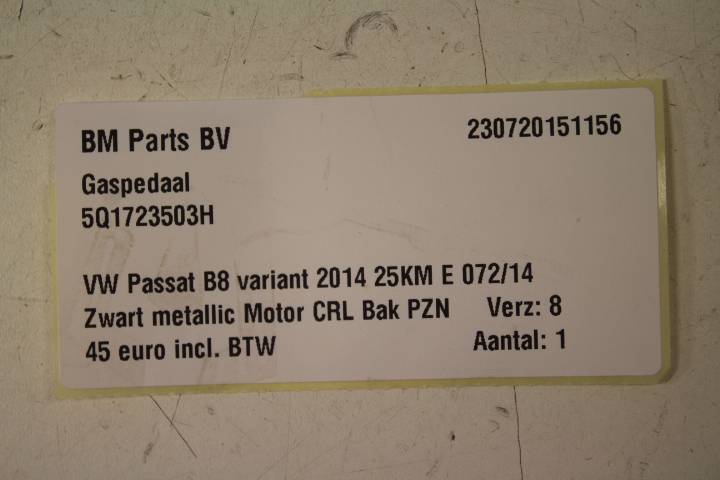 BM Parts BV 230720151156
Gaspedaal
5Q1723503H
VW Passat B8 variant 2014 25KM E 072/14
Zwart metallic Motor CRL Bak PZN Verz: 8
45 euro incl. BTW Aantal: 1